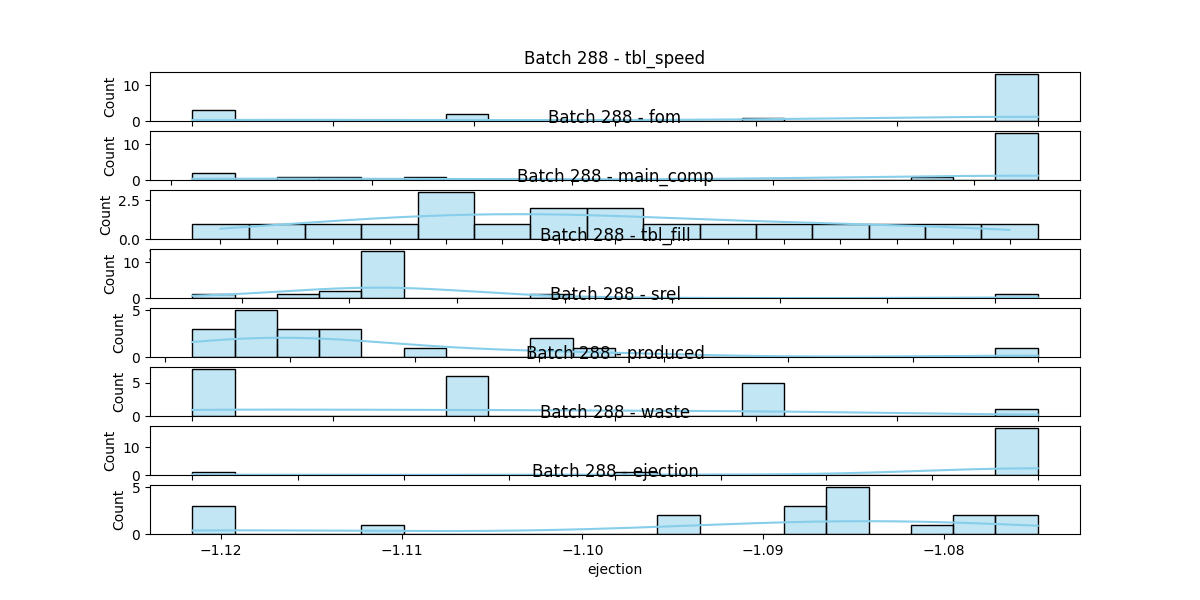 Batch 288 - tbl_speed
10
0
Count
Batch 288 - fom
10
0
Count
Batch 288 - main_comp
2.5
0.0
Count
Batch 288 - tbl_fill
10
0
Count
Batch 288 - srel
5
0
Count
Batch 288 - produced
5
0
Count
Batch 288 - waste
10
0
Count
Batch 288 - ejection
5
0
Count
−1.12 −1.11 −1.10 −1.09 −1.08
ejection